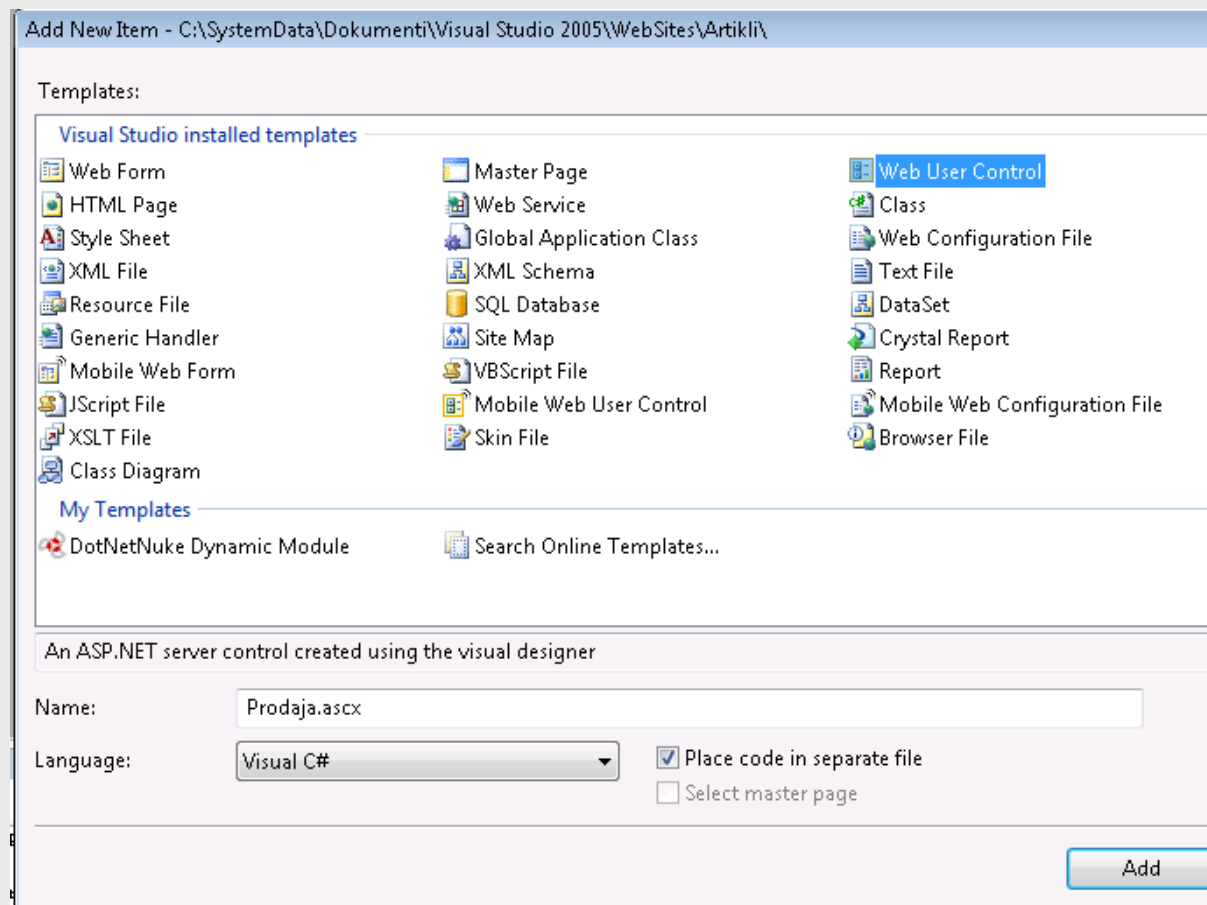 Add New Item - C:\SystemData\Dokumenti\Visual Studio 2005\WebSites\Artikli\
Templates:
Visual Studio installed templates
Web Form Master Page Web User Control
HTML Page Web Service Class
Style Sheet Global Application Class Web Configuration File
XML File XML Schema Text File
Resource File SQL Database DataSet
Generic Handler Site Map Crystal Report
Mobile Web Form VBScript File Report
JScript File Mobile Web User Control Mobile Web Configuration File
XSLT File Skin File Browser File
Class Diagram
My Templates
DotNetNuke Dynamic Module Search Online Templates...
An ASP.NET server control created using the visual designer
Name: Prodaja.ascx
Language: Visual C# Place code in separate file
Select master page
Add